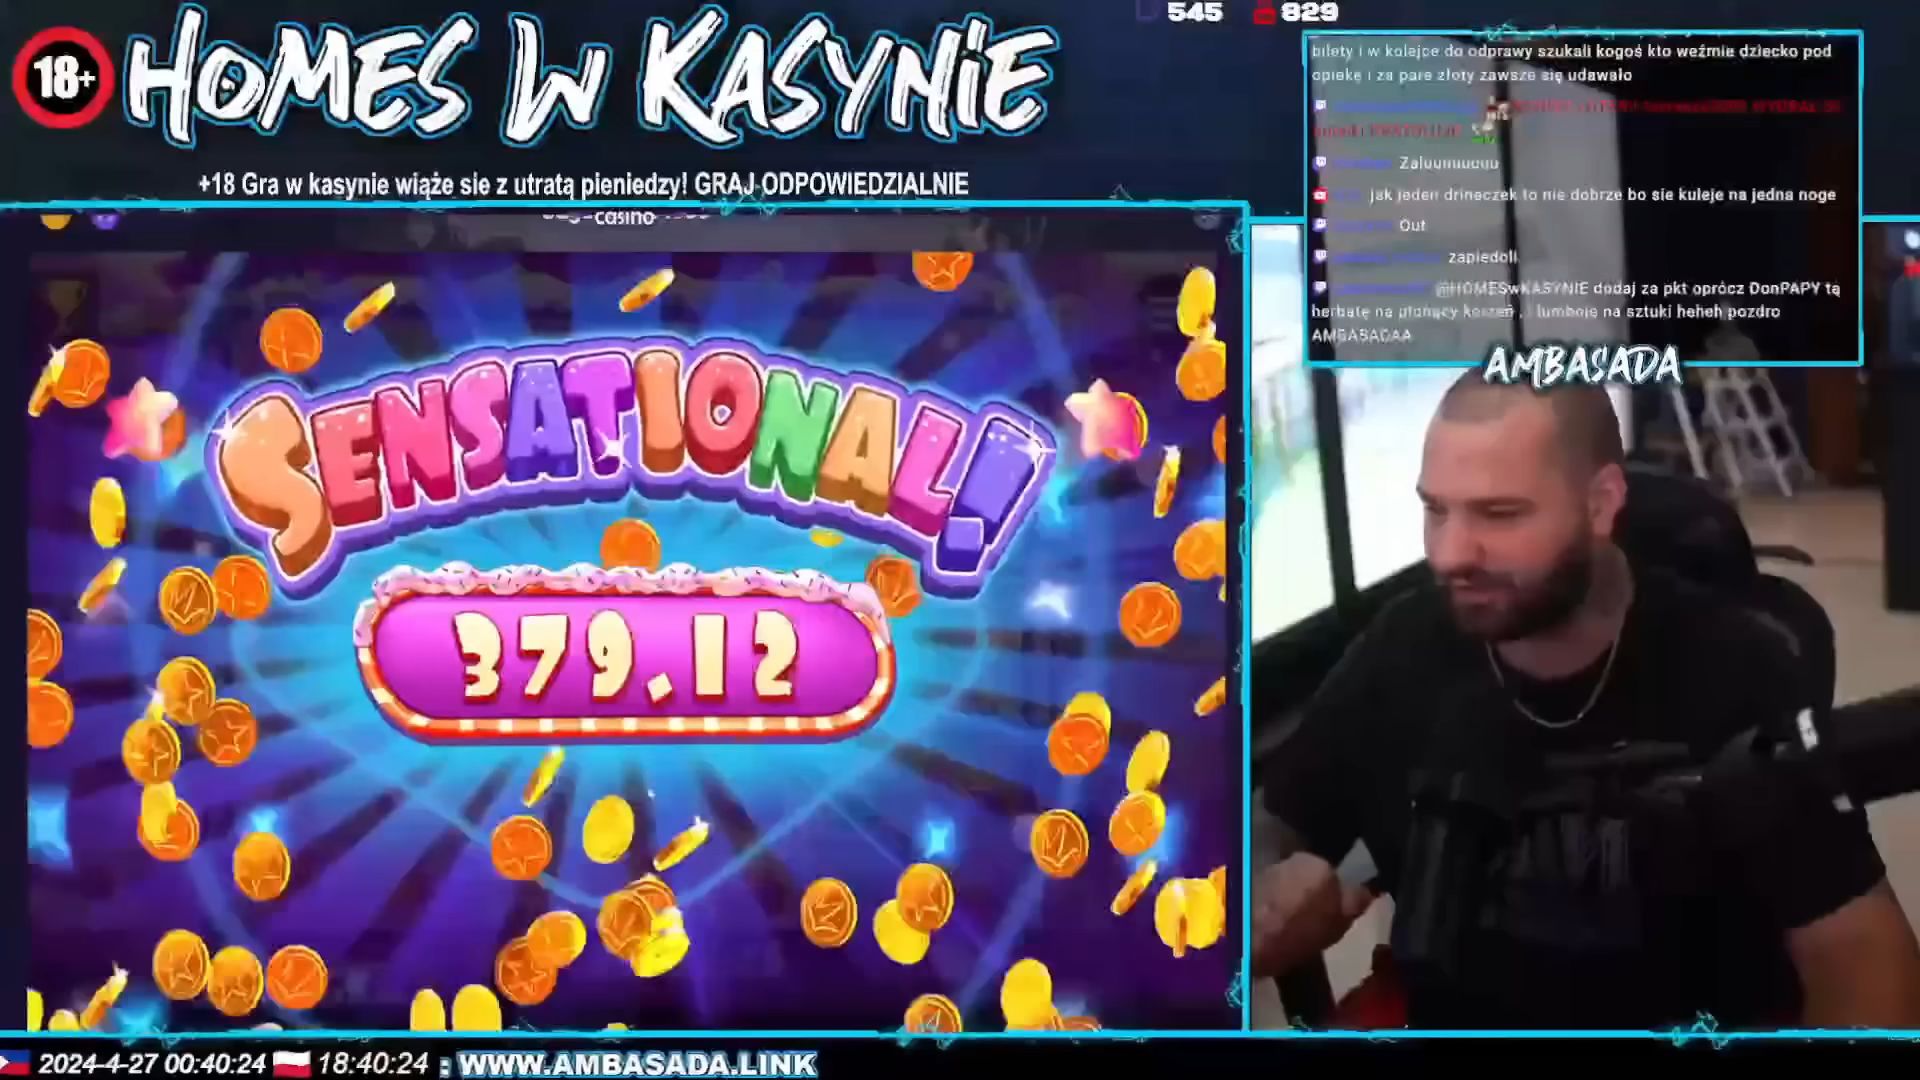 545 829
18+ HOMES W KASYNIE
+18 Gra w kasynie wiąże sie z utratą pieniedzy! GRAJ ODPOWIEDZIALNIE
casino
bilety i w kolejce do odprawy szukali kogoś kto weźmie dziecko pod
opiekę i za pare złoty zawsze się udawało
jak jeden drineczek to nie dobrze bo sie kuleje na jedna noge
Out
zapiedoli
@HOMESwKASYNIE dodaj za pkt oprócz DonPAPY tą
herbatę na płonący
lumboje na sztuki heheh pozdro
AMBASADAA
AMBASADA
SENSATIONAL!
379.12
2024-4-27 00:40:24 18:40:24 : WWW.AMBASADA.LINK